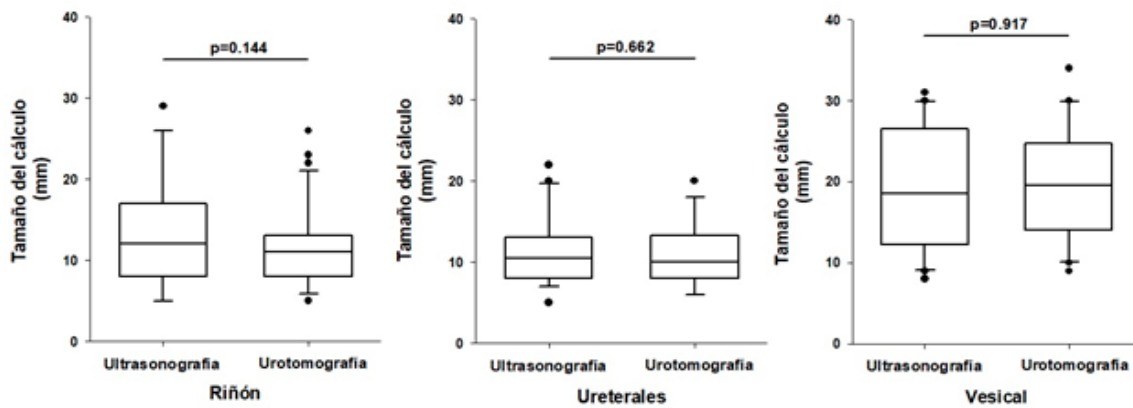 40
30
20
10
0
Tamaño del cálculo
(mm)
p=0.144
Ultrasonografia
Urotomografia
Riñón
40
30
20
10
0
Tamaño del cálculo
(mm)
p=0.662
Ultrasonografia
Urotomografia
Ureterales
40
30
20
10
0
Tamaño del cálculo
(mm)
p=0.917
Ultrasonografia
Urotomografia
Vesical